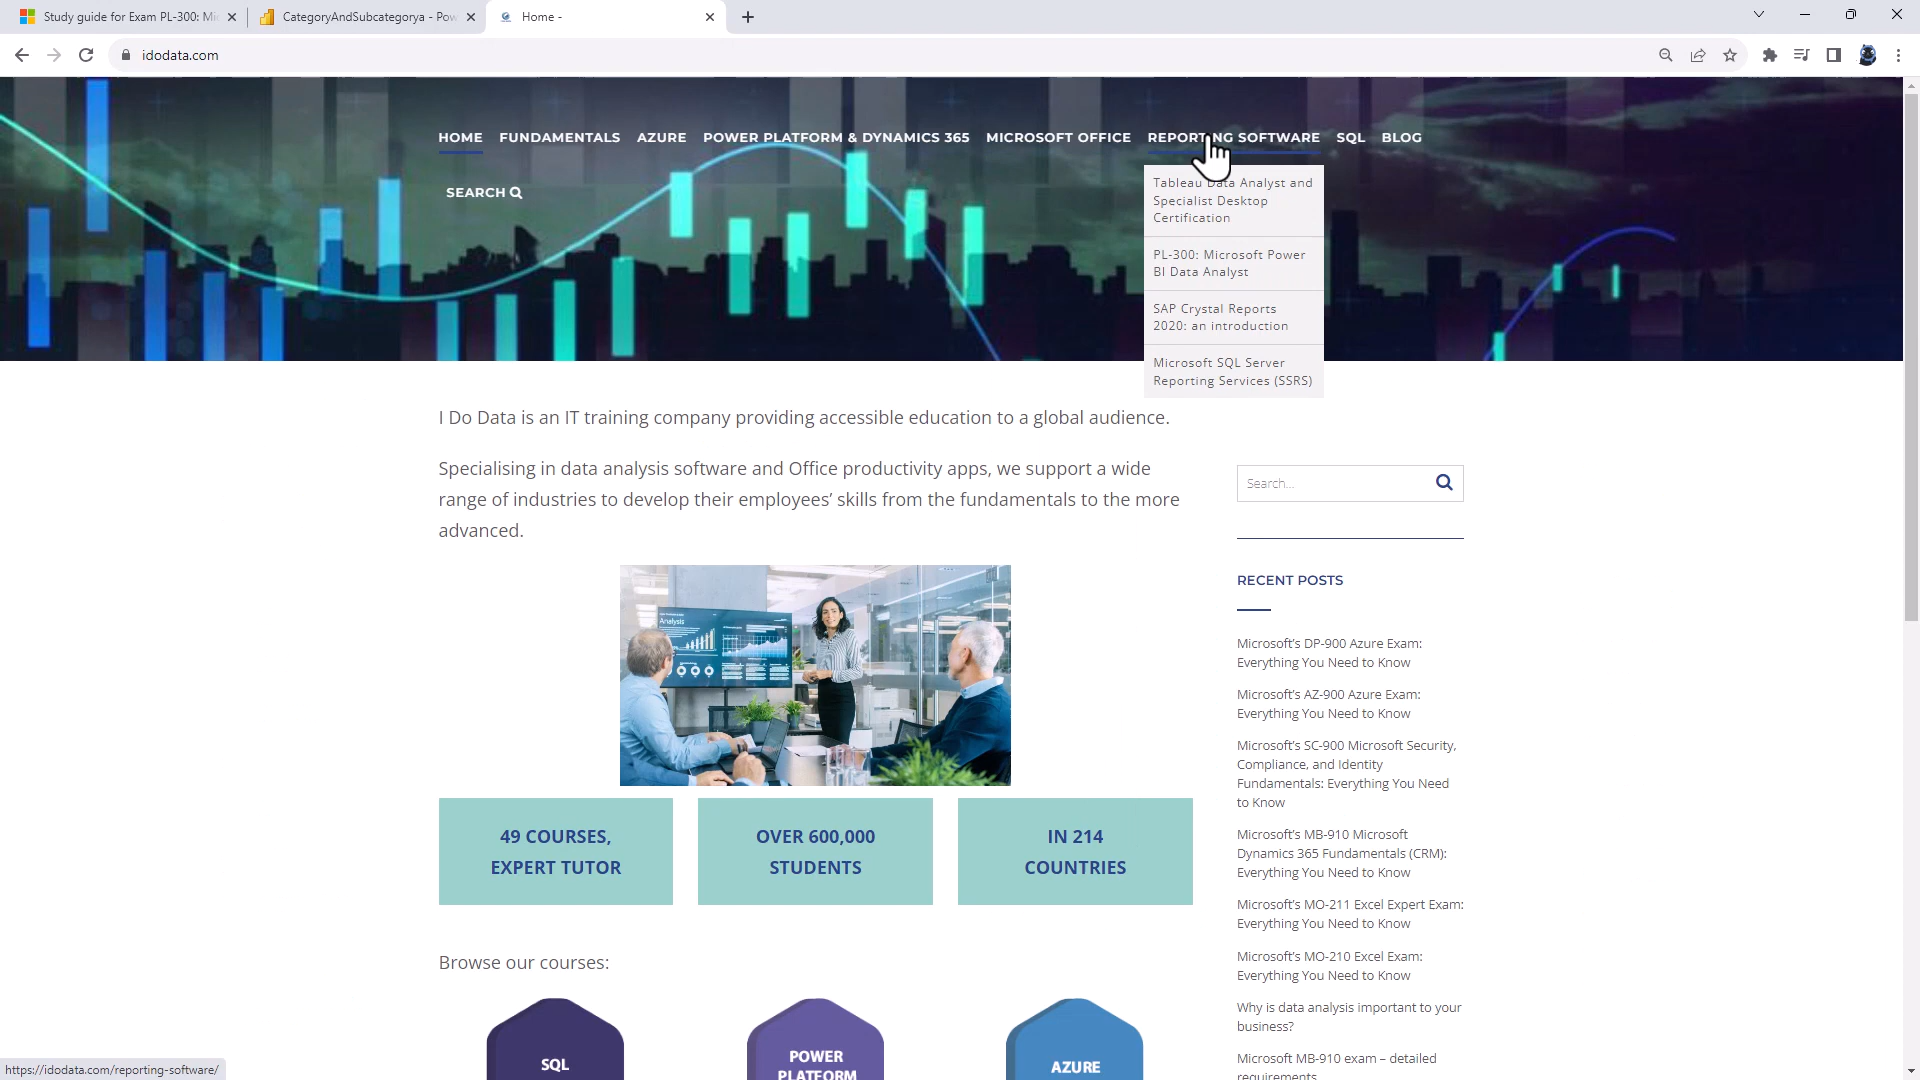 Study guide for Exam PL-300: Mi
CategoryAndSubcategorya - Pow
Home -
idodata.com
HOME FUNDAMENTALS AZURE POWER PLATFORM & DYNAMICS 365 MICROSOFT OFFICE REPORTING SOFTWARE SQL BLOG
SEARCH
Tableau Data Analyst and
Specialist Desktop
Certification
PL-300: Microsoft Power
BI Data Analyst
SAP Crystal Reports
2020: an introduction
Microsoft SQL Server
Reporting Services (SSRS)
I Do Data is an IT training company providing accessible education to a global audience.
Specialising in data analysis software and Office productivity apps, we support a wide
range of industries to develop their employees’ skills from the fundamentals to the more
advanced.
Analysis
49 COURSES,
EXPERT TUTOR
OVER 600,000
STUDENTS
IN 214
COUNTRIES
Browse our courses:
SQL
POWER
PLATFORM
AZURE
Search...
RECENT POSTS
Microsoft’s DP-900 Azure Exam:
Everything You Need to Know
Microsoft’s AZ-900 Azure Exam:
Everything You Need to Know
Microsoft’s SC-900 Microsoft Security,
Compliance, and Identity
Fundamentals: Everything You Need
to Know
Microsoft’s MB-910 Microsoft
Dynamics 365 Fundamentals (CRM):
Everything You Need to Know
Microsoft’s MO-211 Excel Expert Exam:
Everything You Need to Know
Microsoft’s MO-210 Excel Exam:
Everything You Need to Know
Why is data analysis important to your
business?
Microsoft MB-910 exam – detailed
requirements
https://idodata.com/reporting-software/